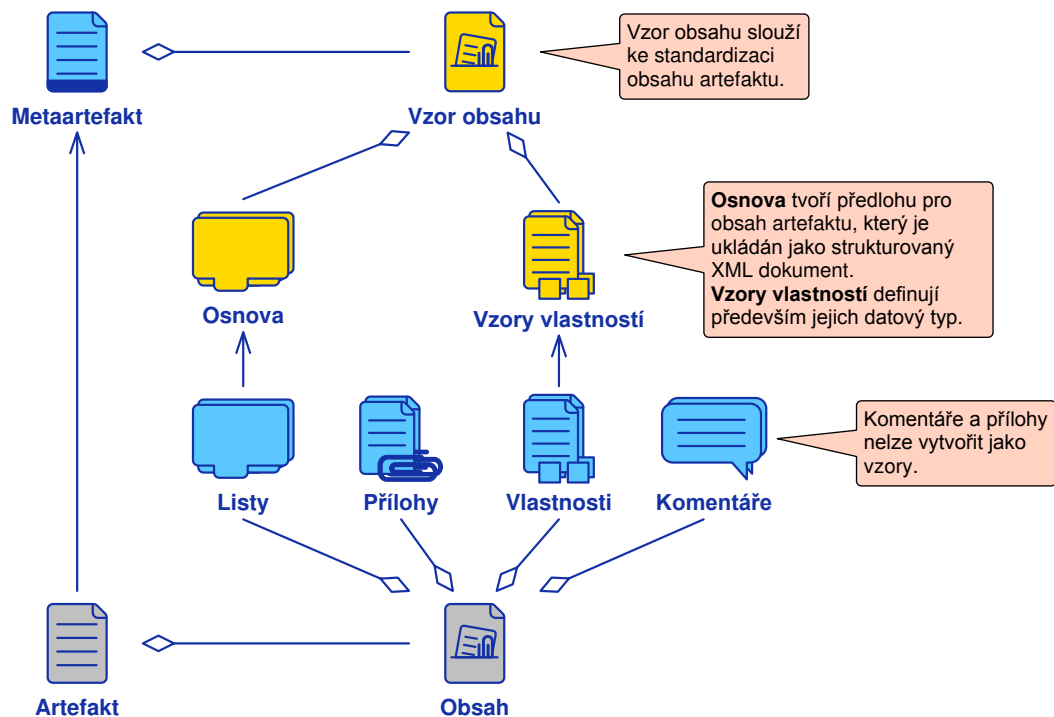 Vzor obsahu slouží
ke standardizaci
obsahu artefaktu.
Metaartefakt
Vzor obsahu
Osnova tvoří předlohu pro
obsah artefaktu, který je
ukládán jako strukturovaný
XML dokument.
Vzory vlastností definují
především jejich datový typ.
Osnova
Vzory vlastností
Komentáře a přílohy
nelze vytvořit jako
vzory.
Listy
Přílohy
Vlastnosti
Komentáře
Artefakt
Obsah